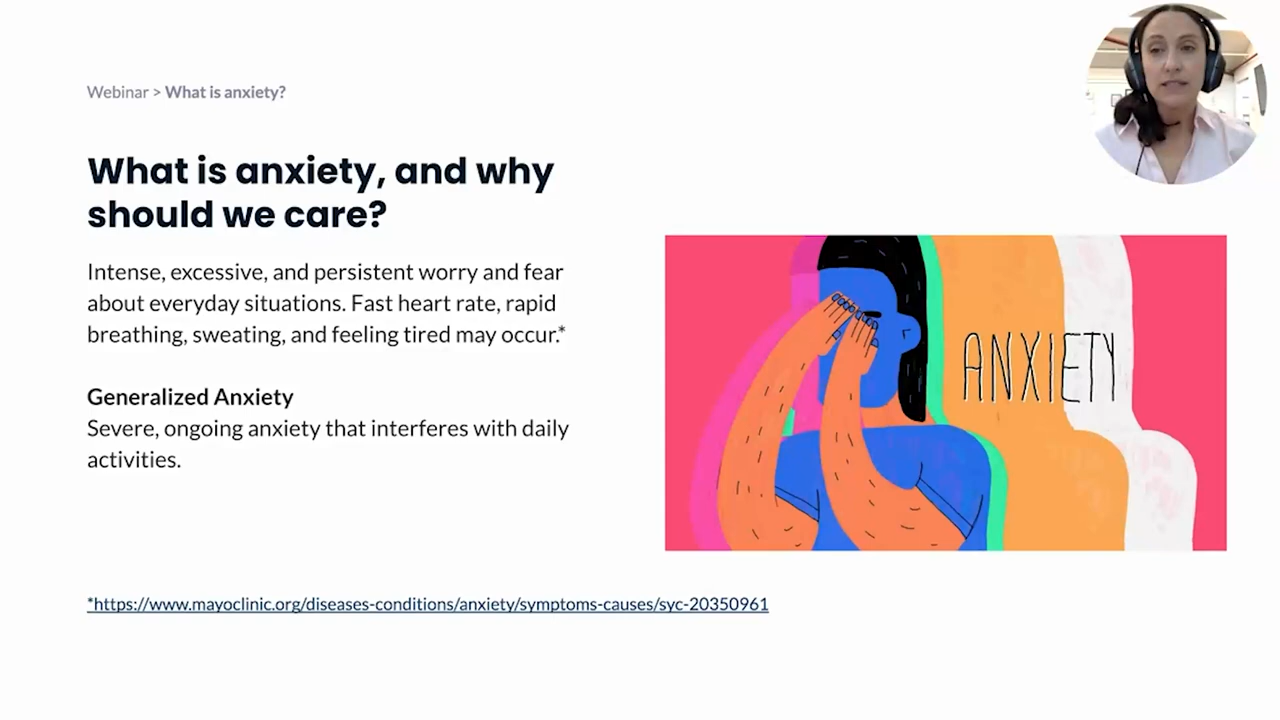 Webinar > What is anxiety?
What is anxiety, and why
should we care?
Intense, excessive, and persistent worry and fear
about everyday situations. Fast heart rate, rapid
breathing, sweating, and feeling tired may occur.*
Generalized Anxiety
Severe, ongoing anxiety that interferes with daily
activities.
ANXIETY
*https://www.mayoclinic.org/diseases-conditions/anxiety/symptoms-causes/syc-20350961